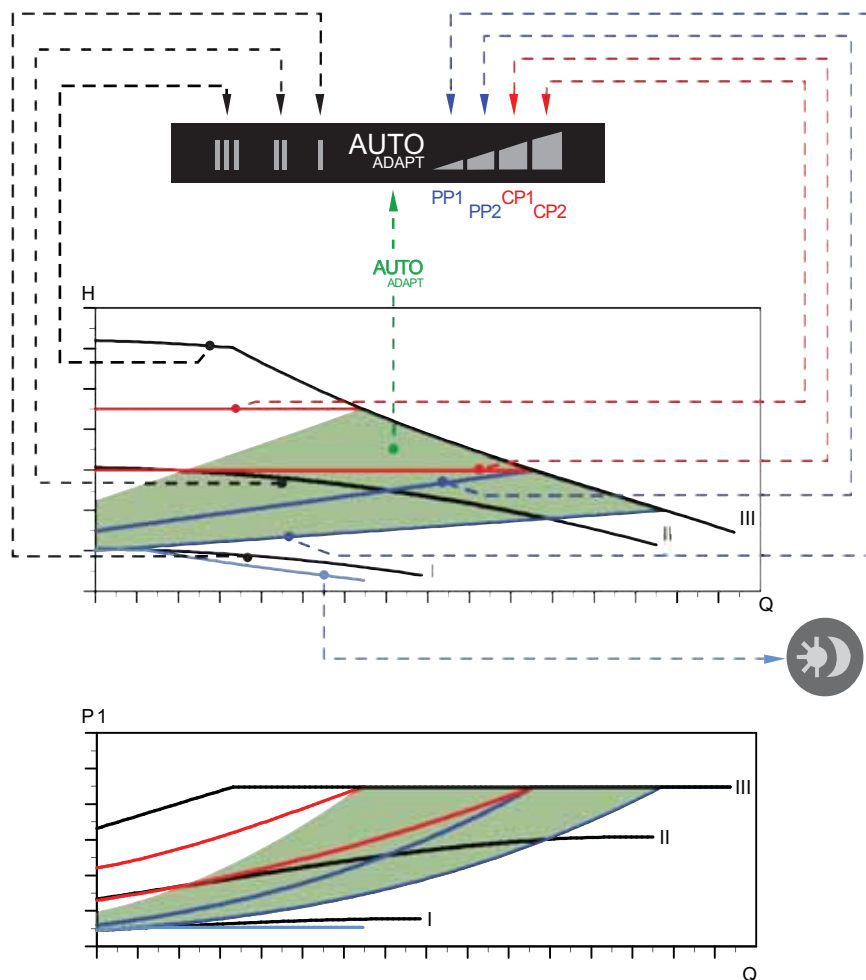 III II I AUTO
ADAPT
PP1 CP1
PP2 CP2
AUTO
ADAPT
H
III
II
I
Q
P1
III
II
I
Q